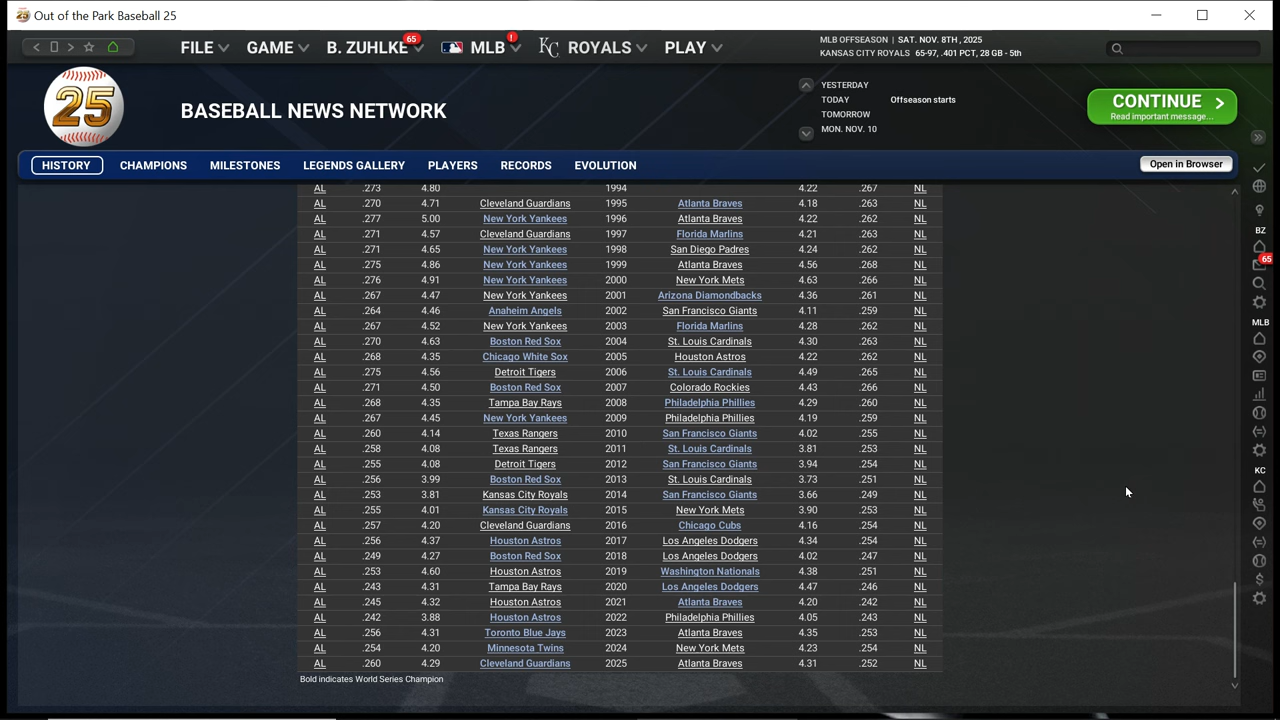 Out of the Park Baseball 25
FILE GAME B. ZUHLKE 65 MLB ! ROYALS PLAY
MLB OFFSEASON | SAT. NOV. 8TH , 2025
KANSAS CITY ROYALS 65-97, .401 PCT, 28 GB - 5th
25
BASEBALL NEWS NETWORK
YESTERDAY
TODAY Offseason starts
TOMORROW
MON. NOV. 10
CONTINUE
Read important message...
HISTORY CHAMPIONS MILESTONES LEGENDS GALLERY PLAYERS RECORDS EVOLUTION Open in Browser
AL .273 4.80 1994 4.22 .267 NL
AL .270 4.71 Cleveland Guardians 1995 Atlanta Braves 4.18 .263 NL
AL .277 5.00 New York Yankees 1996 Atlanta Braves 4.22 .262 NL
AL .271 4.57 Cleveland Guardians 1997 Florida Marlins 4.21 .263 NL
AL .271 4.65 New York Yankees 1998 San Diego Padres 4.24 .262 NL
AL .275 4.86 New York Yankees 1999 Atlanta Braves 4.56 .268 NL
AL .276 4.91 New York Yankees 2000 New York Mets 4.63 .266 NL
AL .267 4.47 New York Yankees 2001 Arizona Diamondbacks 4.36 .261 NL
AL .264 4.46 Anaheim Angels 2002 San Francisco Giants 4.11 .259 NL
AL .267 4.52 New York Yankees 2003 Florida Marlins 4.28 .262 NL
AL .270 4.63 Boston Red Sox 2004 St. Louis Cardinals 4.30 .263 NL
AL .268 4.35 Chicago White Sox 2005 Houston Astros 4.22 .262 NL
AL .275 4.56 Detroit Tigers 2006 St. Louis Cardinals 4.49 .265 NL
AL .271 4.50 Boston Red Sox 2007 Colorado Rockies 4.43 .266 NL
AL .268 4.35 Tampa Bay Rays 2008 Philadelphia Phillies 4.29 .260 NL
AL .267 4.45 New York Yankees 2009 Philadelphia Phillies 4.19 .259 NL
AL .260 4.14 Texas Rangers 2010 San Francisco Giants 4.02 .255 NL
AL .258 4.08 Texas Rangers 2011 St. Louis Cardinals 3.81 .253 NL
AL .255 4.08 Detroit Tigers 2012 San Francisco Giants 3.94 .254 NL
AL .256 3.99 Boston Red Sox 2013 St. Louis Cardinals 3.73 .251 NL
AL .253 3.81 Kansas City Royals 2014 San Francisco Giants 3.66 .249 NL
AL .255 4.01 Kansas City Royals 2015 New York Mets 3.90 .253 NL
AL .257 4.20 Cleveland Guardians 2016 Chicago Cubs 4.16 .254 NL
AL .256 4.37 Houston Astros 2017 Los Angeles Dodgers 4.34 .254 NL
AL .249 4.27 Boston Red Sox 2018 Los Angeles Dodgers 4.02 .247 NL
AL .253 4.60 Houston Astros 2019 Washington Nationals 4.38 .251 NL
AL .243 4.31 Tampa Bay Rays 2020 Los Angeles Dodgers 4.47 .246 NL
AL .245 4.32 Houston Astros 2021 Atlanta Braves 4.20 .242 NL
AL .242 3.88 Houston Astros 2022 Philadelphia Phillies 4.05 .243 NL
AL .256 4.31 Toronto Blue Jays 2023 Atlanta Braves 4.35 .253 NL
AL .254 4.20 Minnesota Twins 2024 New York Mets 4.23 .254 NL
AL .260 4.29 Cleveland Guardians 2025 Atlanta Braves 4.31 .252 NL
Bold indicates World Series Champion
BZ
65
MLB
KC